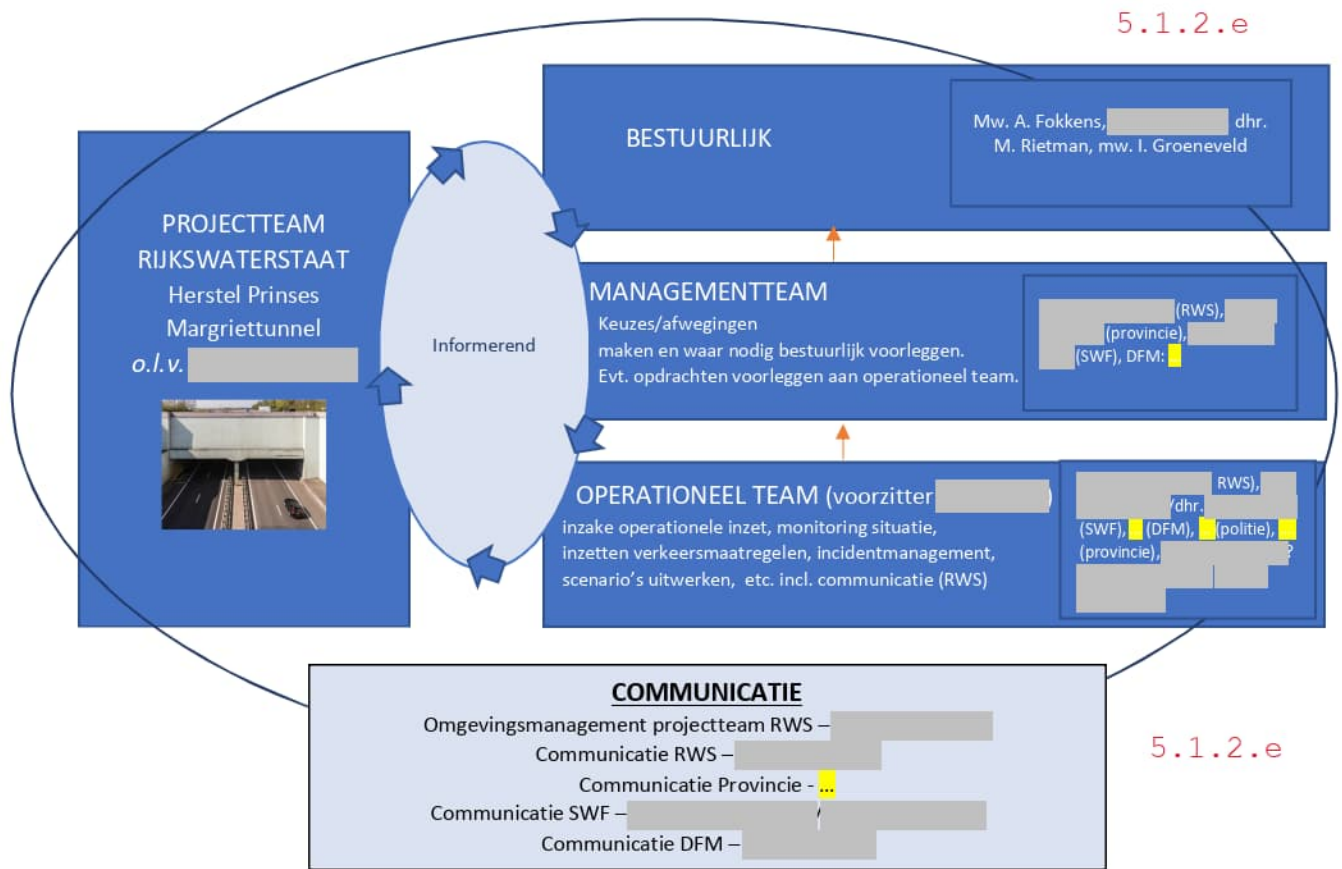 5.1.2.e
BESTUURLIJK
Mw. A. Fokkens, dhr.
M. Rietman, mw. I. Groeneveld
PROJECTTEAM
RIJKSWATERSTAAT
Herstel Prinses
Margriettunnel
o.l.v.
Informerend
MANAGEMENTTEAM
Keuzes/afwegingen
maken en waar nodig bestuurlijk voorleggen.
Evt. opdrachten voorleggen aan operationeel team.
(RWS),
(provincie),
(SWF), DFM: …
OPERATIONEEL TEAM (voorzitter )
inzake operationele inzet, monitoring situatie,
inzetten verkeersmaatregelen, incidentmanagement,
scenario's uitwerken, etc. incl. communicatie (RWS)
RWS),
/dhr.
(SWF), … (DFM), … (politie), …
(provincie), ?
COMMUNICATIE
Omgevingsmanagement projectteam RWS –
Communicatie RWS –
Communicatie Provincie - ...
Communicatie SWF – /
Communicatie DFM –
5.1.2.e